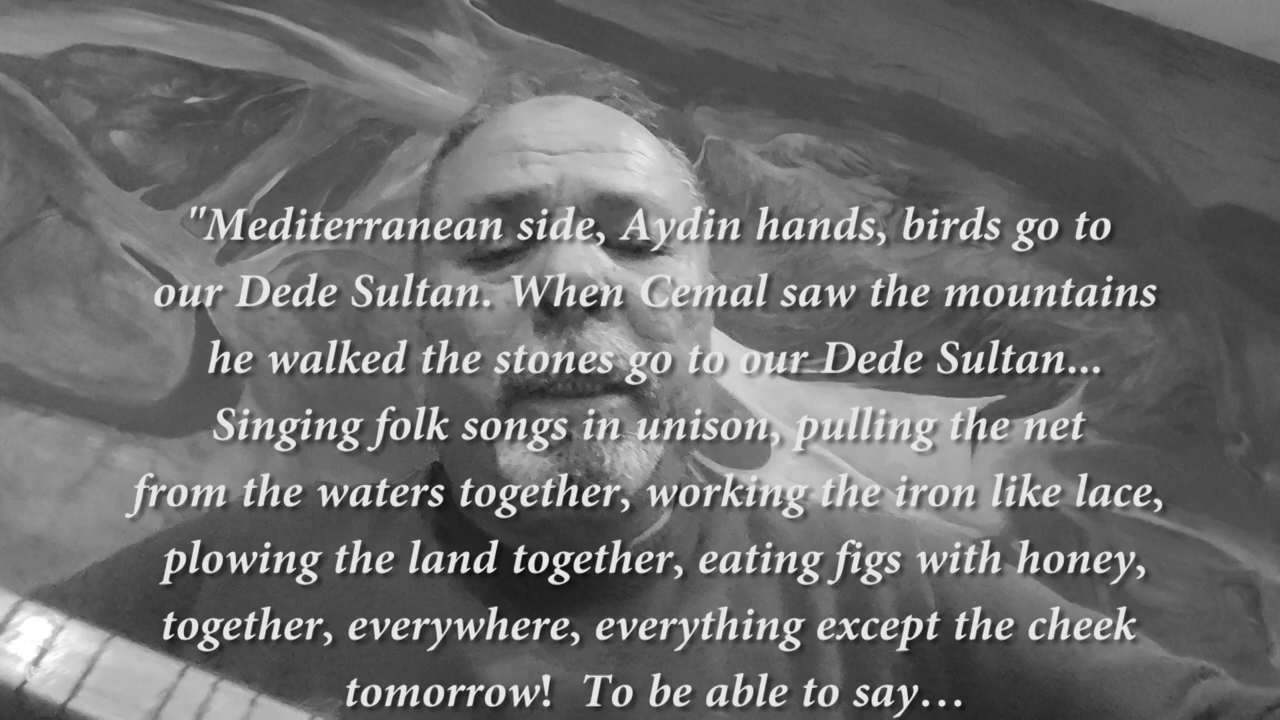 "Mediterranean side, Aydin hands, birds go to
our Dede Sultan. When Cemal saw the mountains
he walked the stones go to our Dede Sultan...
Singing folk songs in unison, pulling the net
from the waters together, working the iron like lace,
plowing the land together, eating figs with honey,
together, everywhere, everything except the cheek
tomorrow! To be able to say…